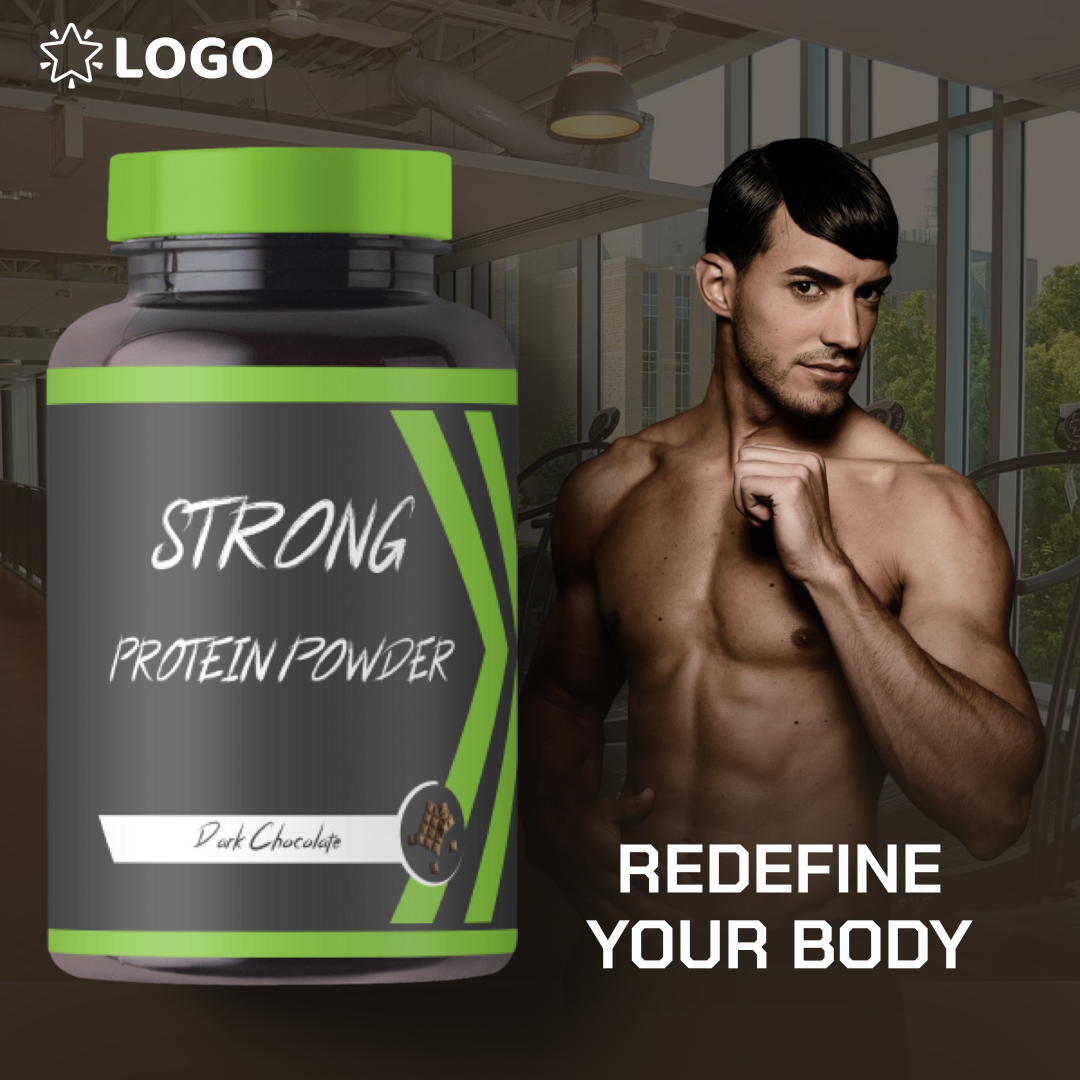 LOGO
STRONG
PROTEIN POWDER
Dark Chocolate
REDEFINE
YOUR BODY